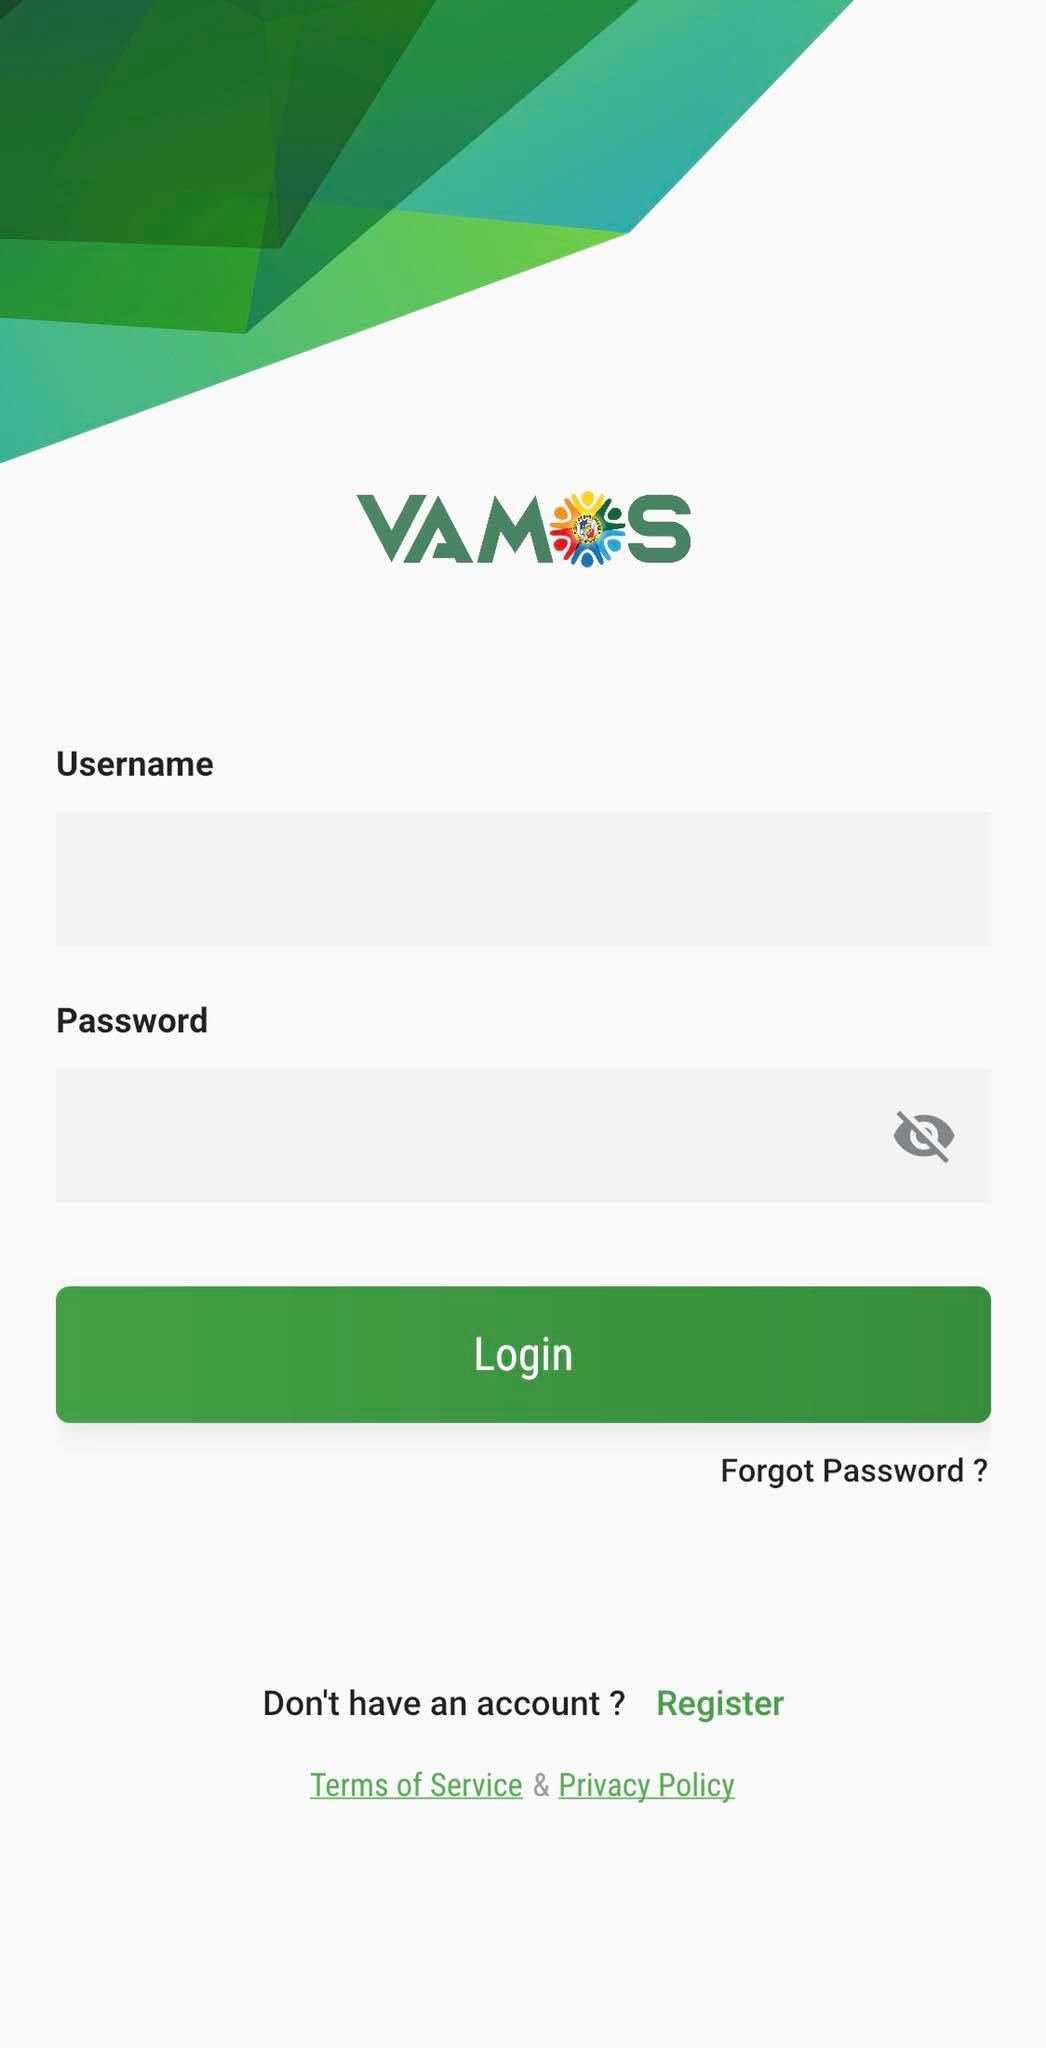 VAMOS
Username
Password
Login
Forgot Password ?
Don't have an account ? Register
Terms of Service & Privacy Policy